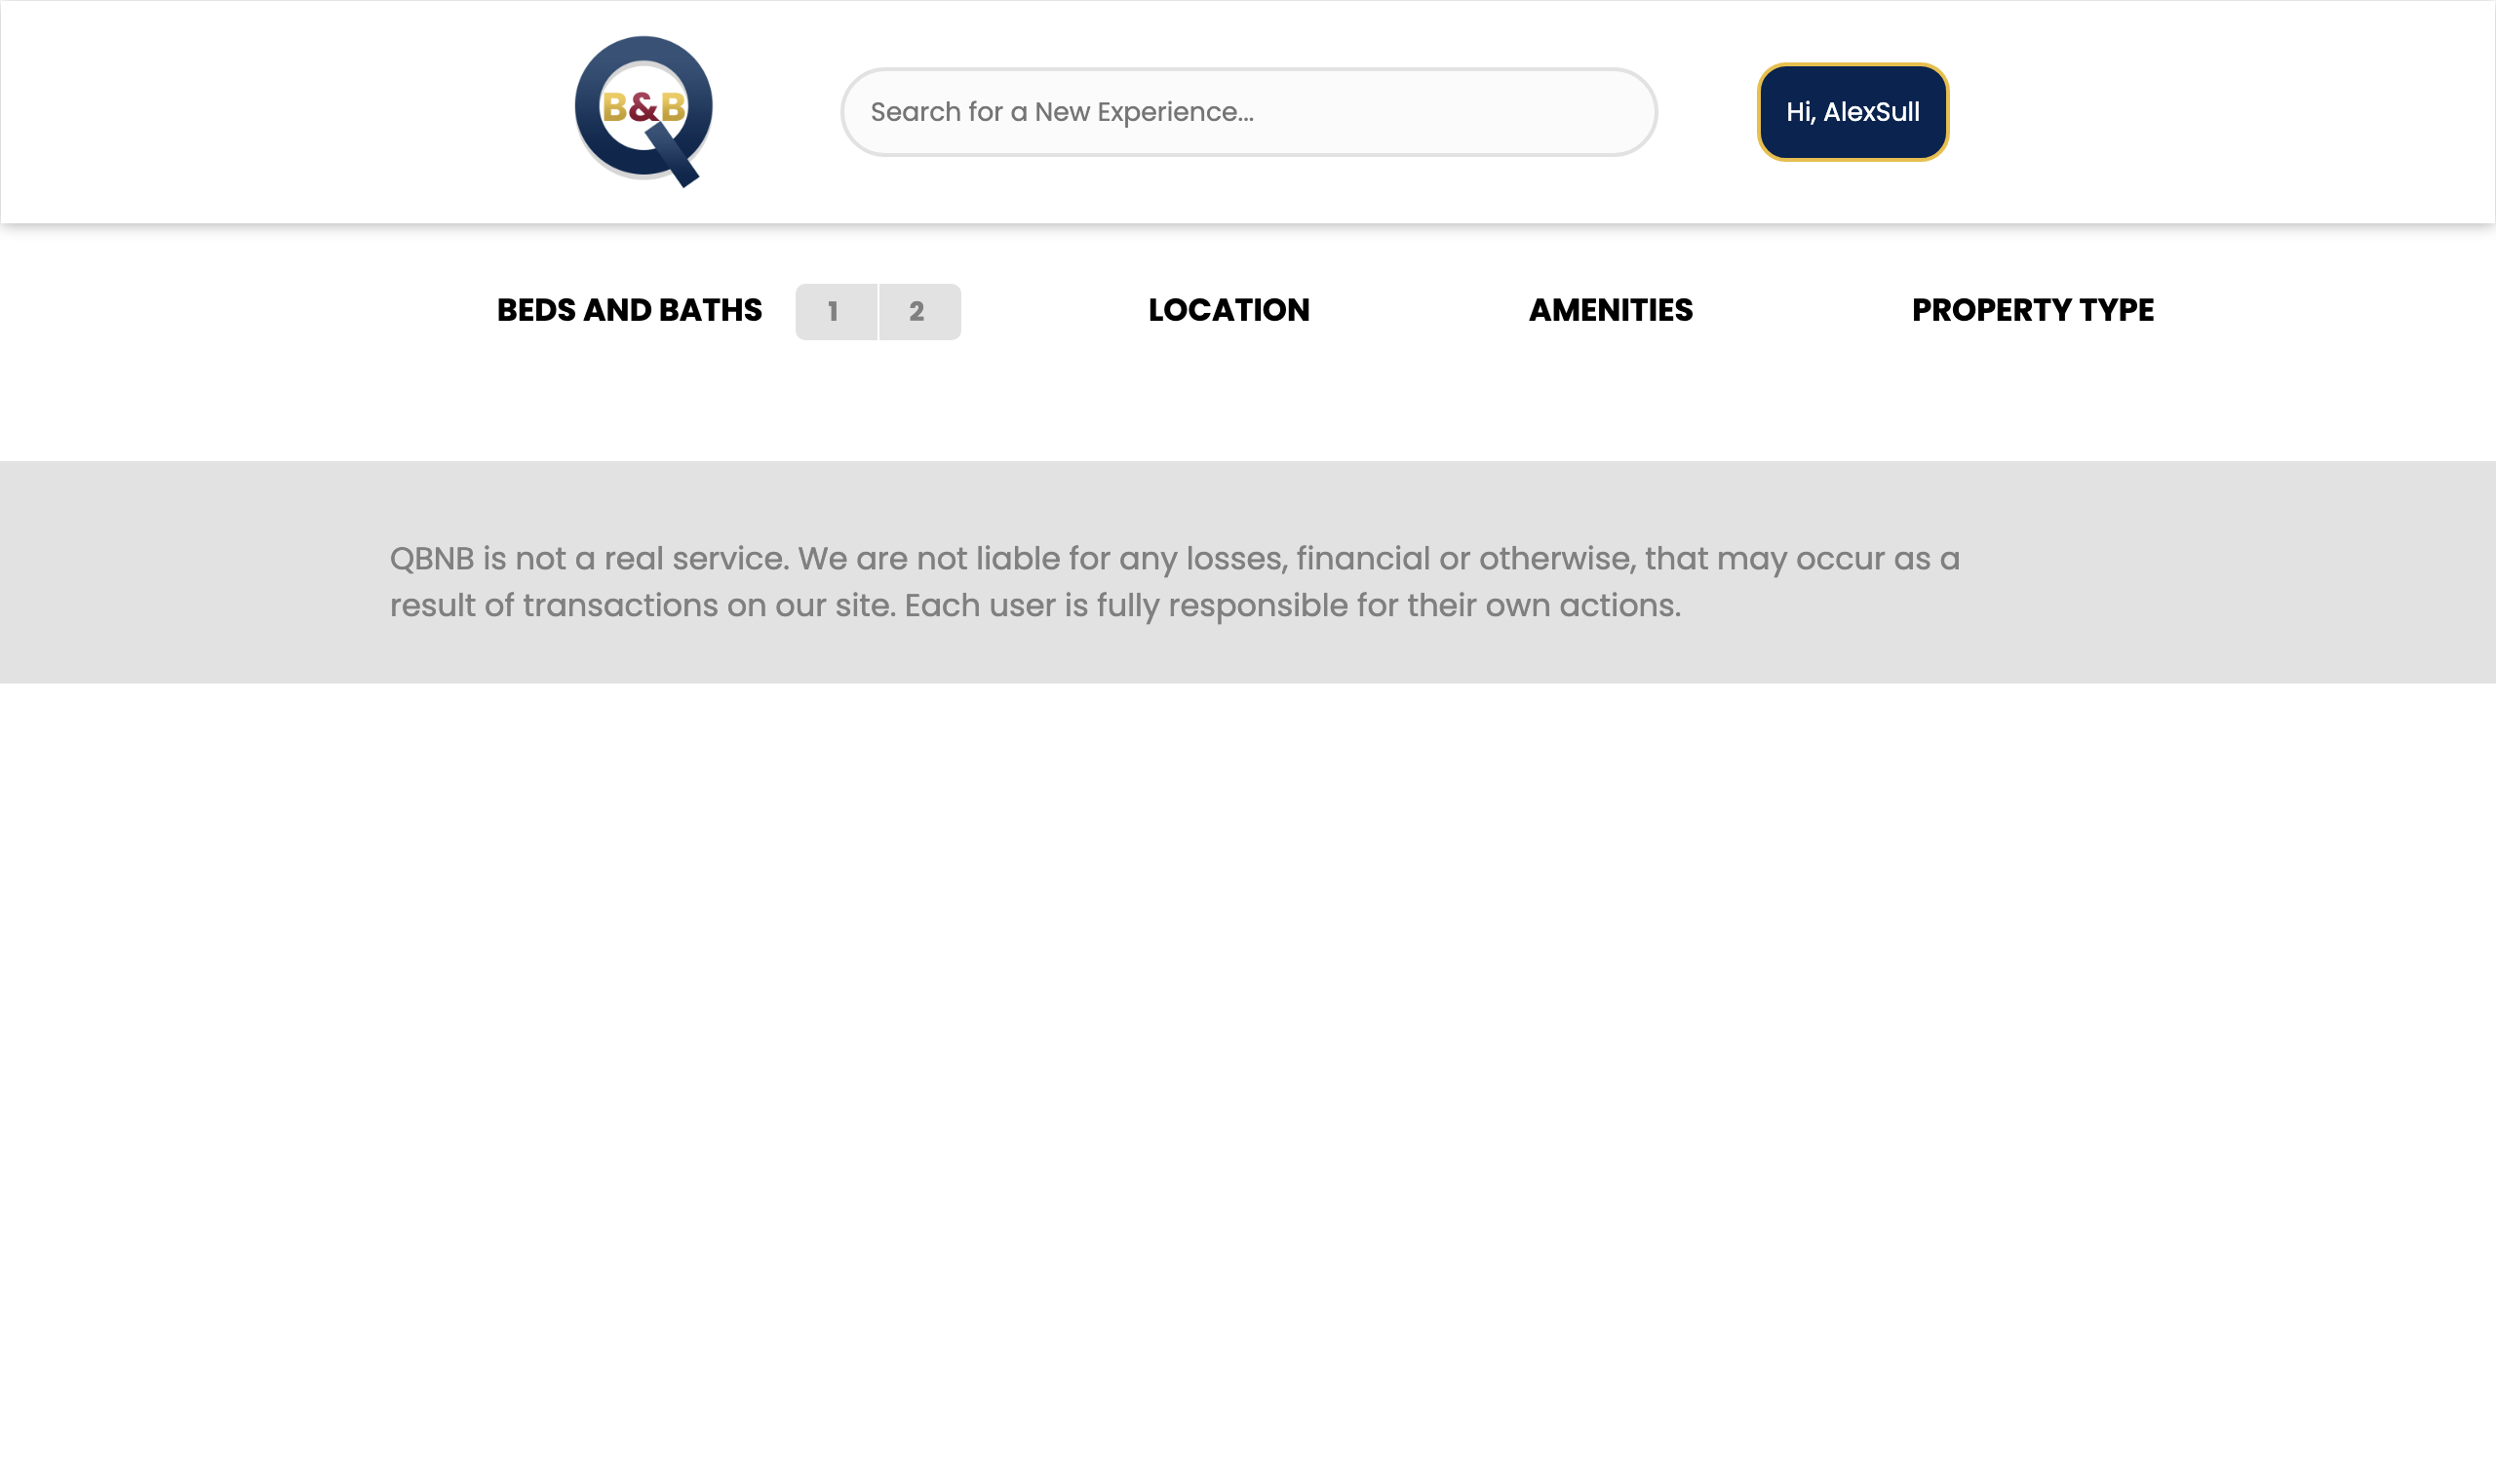 B&B
Search for a New Experience...
Hi, AlexSull
BEDS AND BATHS 1 2 LOCATION AMENITIES PROPERTY TYPE
QBNB is not a real service. We are not liable for any losses, financial or otherwise, that may occur as a
result of transactions on our site. Each user is fully responsible for their own actions.